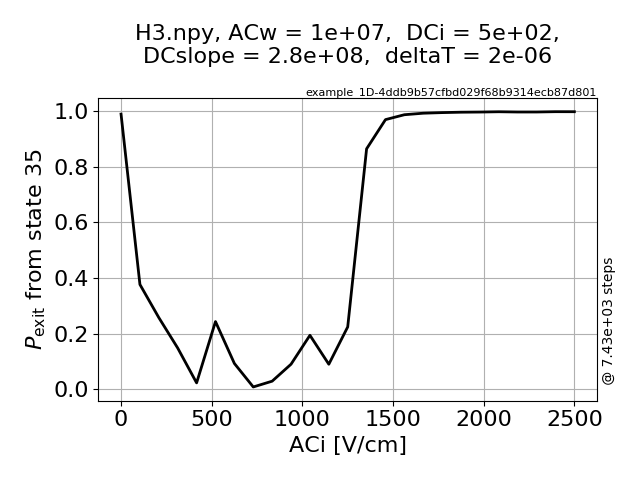 H3.npy, ACw = 1e+07,  DCi = 5e+02,
DCslope = 2.8e+08,  deltaT = 2e-06
example_1D-4ddb9b57cfbd029f68b9314ecb87d801
1.0
0.8
0.6
0.4
0.2
0.0
P_exit from state 35
@ 7.43e+03 steps
0 500 1000 1500 2000 2500
ACi [V/cm]